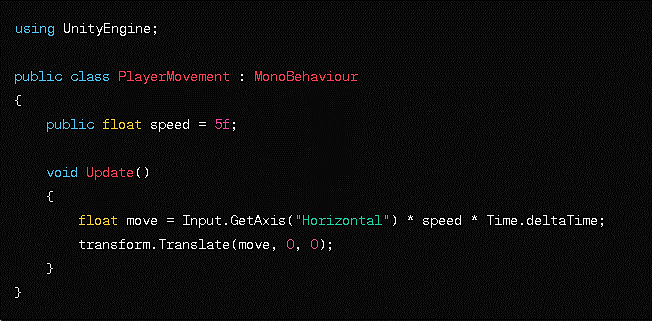 using UnityEngine;

public class PlayerMovement : MonoBehaviour
{
    public float speed = 5f;

    void Update()
    {
        float move = Input.GetAxis("Horizontal") * speed * Time.deltaTime;
        transform.Translate(move, 0, 0);
    }
}